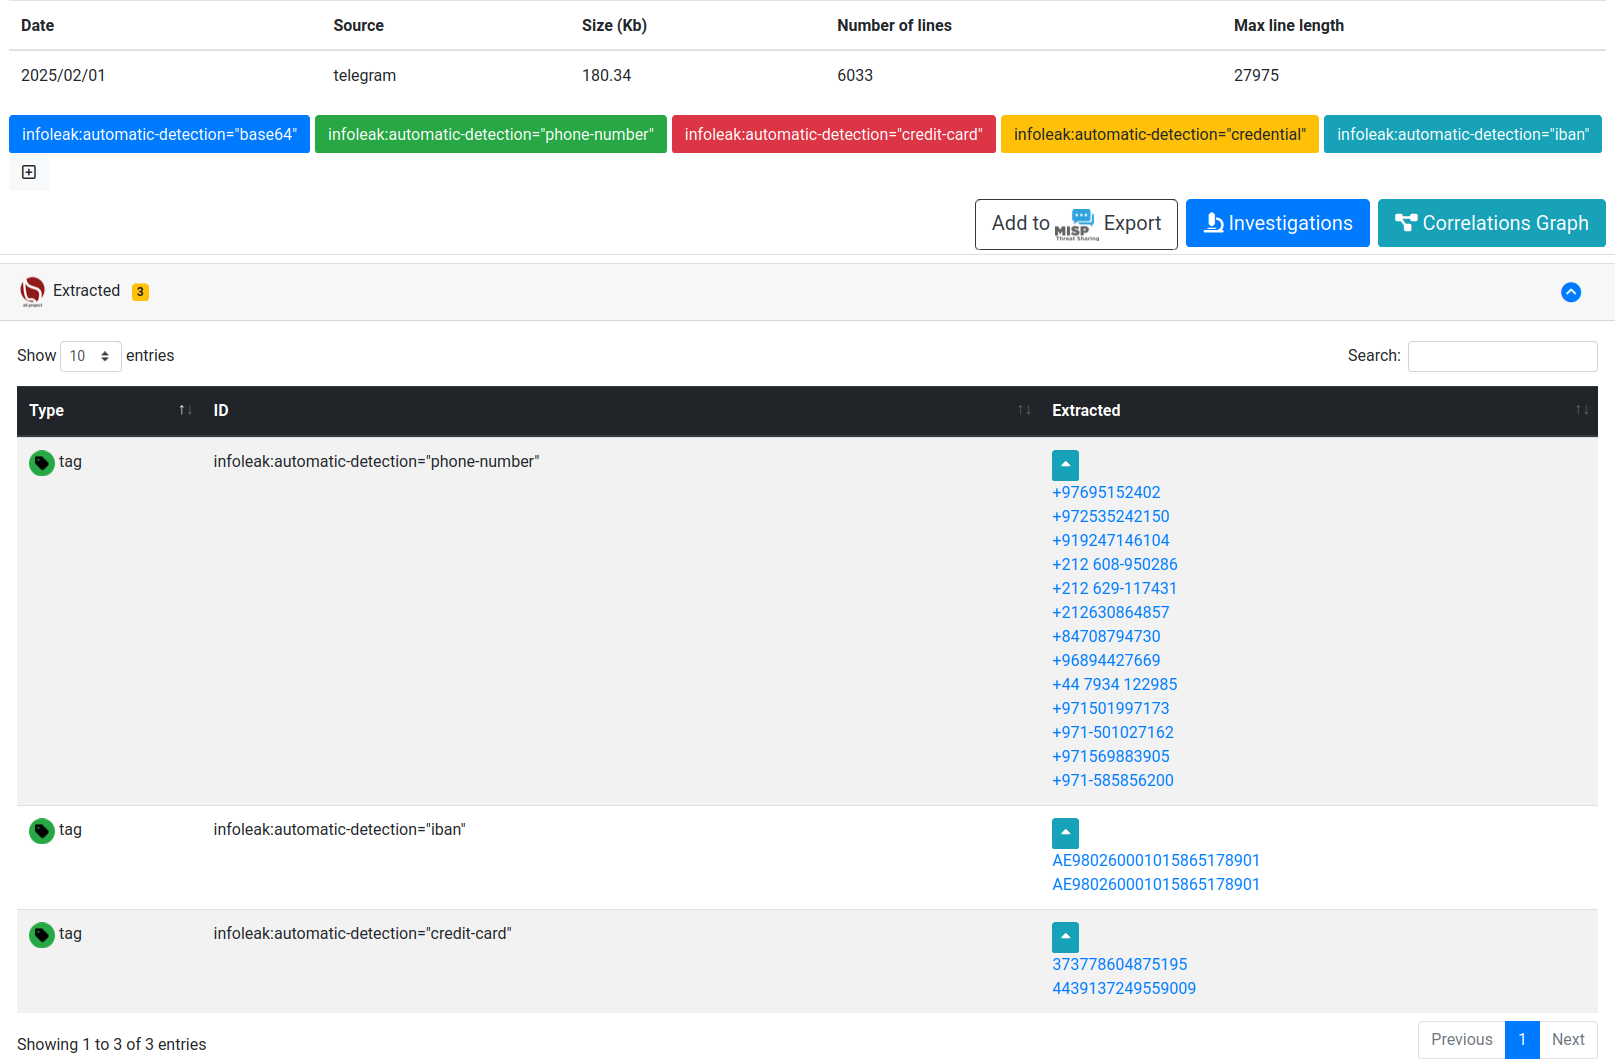 Date Source Size (Kb) Number of lines Max line length
2025/02/01 telegram 180.34 6033 27975
infoleak:automatic-detection="base64" infoleak:automatic-detection="phone-number" infoleak:automatic-detection="credit-card" infoleak:automatic-detection="credential" infoleak:automatic-detection="iban"
Add to MISP Threat Sharing Export Investigations Correlations Graph
Extracted 3
Show 10 entries Search:
Type ID Extracted
tag infoleak:automatic-detection="phone-number"
+97695152402
+972535242150
+919247146104
+212 608-950286
+212 629-117431
+212630864857
+84708794730
+96894427669
+44 7934 122985
+971501997173
+971-501027162
+971569883905
+971-585856200
tag infoleak:automatic-detection="iban"
AE980260001015865178901
AE980260001015865178901
tag infoleak:automatic-detection="credit-card"
373778604875195
4439137249559009
Showing 1 to 3 of 3 entries Previous 1 Next